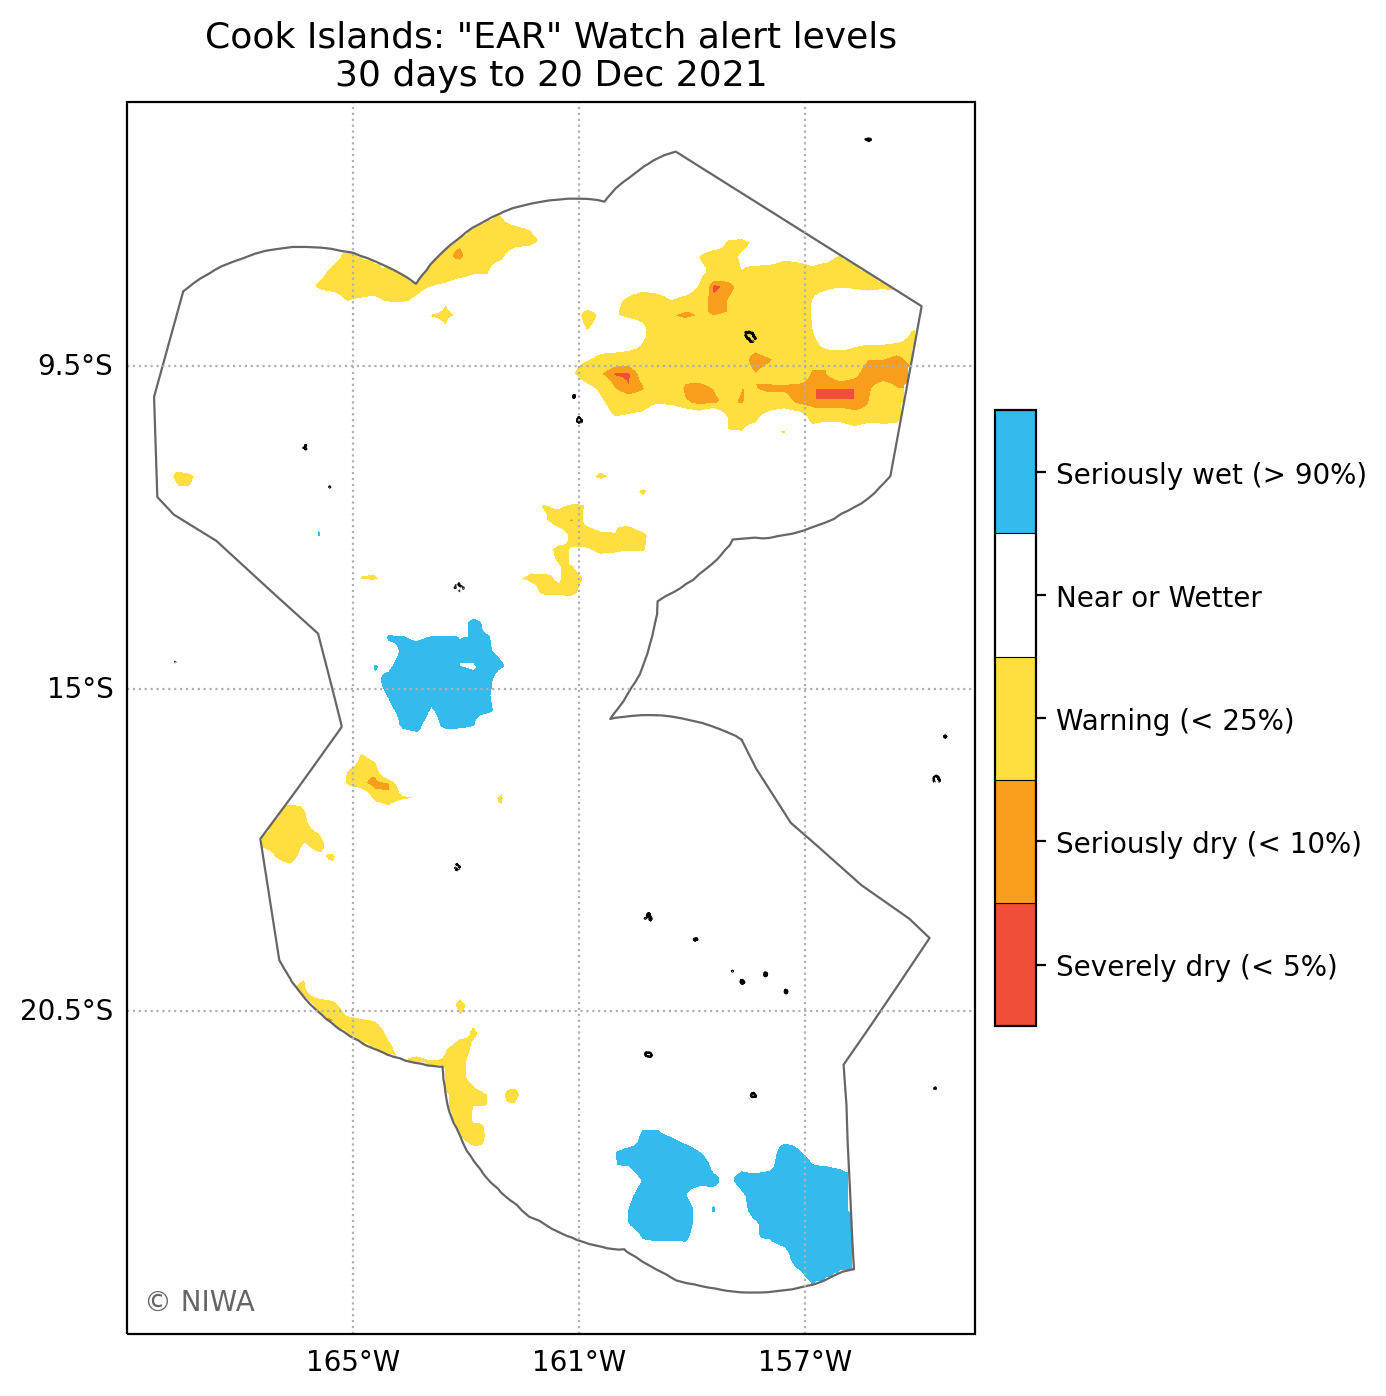 Cook Islands: "EAR" Watch alert levels
30 days to 20 Dec 2021
9.5°S
15°S
20.5°S
165°W
161°W
157°W
Seriously wet (> 90%)
Near or Wetter
Warning (< 25%)
Seriously dry (< 10%)
Severely dry (< 5%)
© NIWA